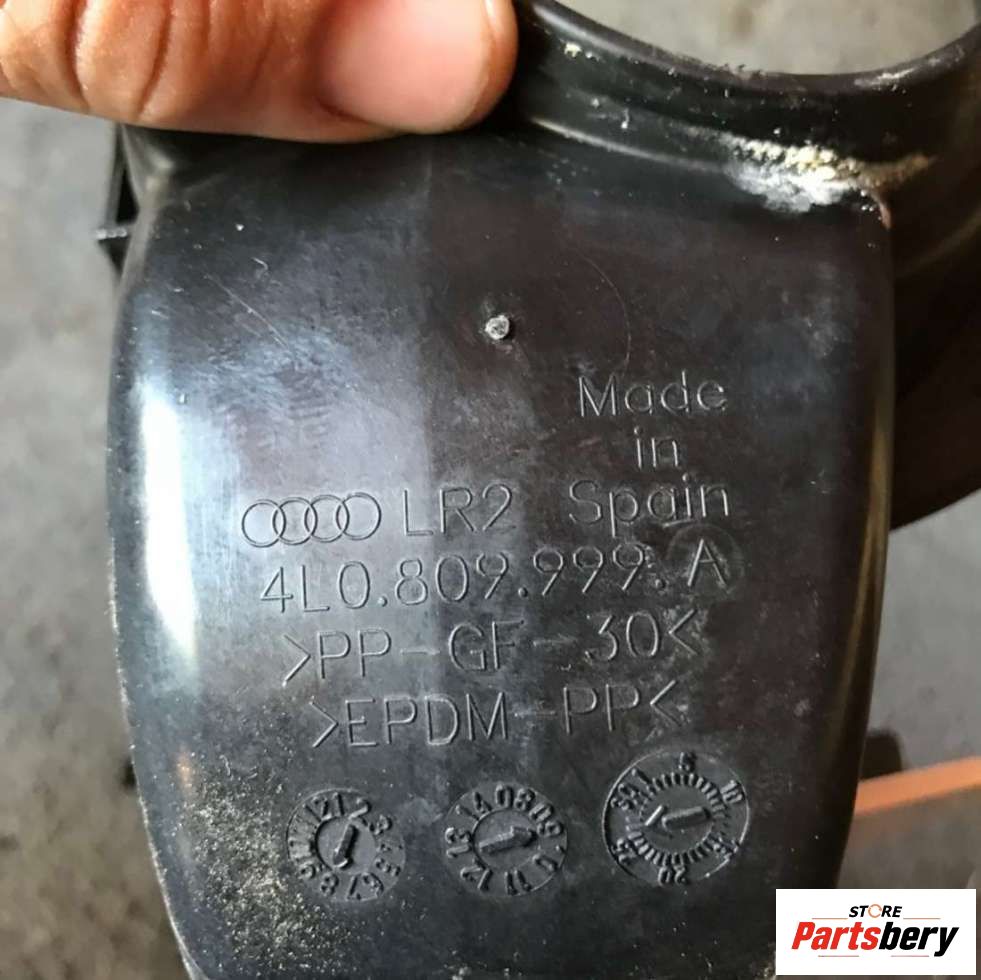 Made
in
Spain
LR2
4L0.809.999. A
>PP-GF-30<
>EPDM-PP<
STORE
Partsbery